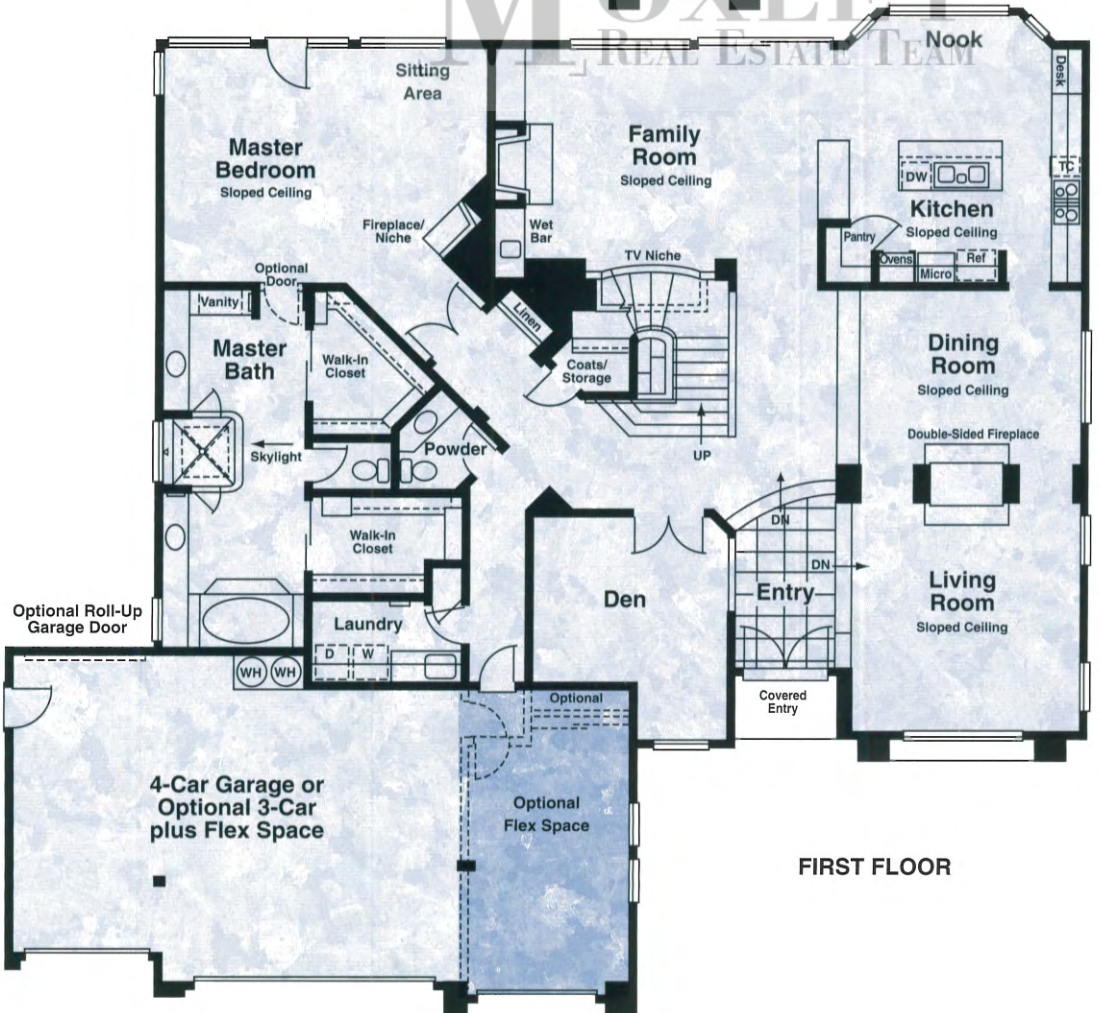 M OXLEY
REAL ESTATE TEAM
Nook
Sitting
Area
Desk
Master
Bedroom
Sloped Ceiling
Family
Room
Sloped Ceiling
TC
DW
Fireplace/
Niche
Wet
Bar
Kitchen
Sloped Ceiling
Pantry
Ovens
Micro
Ref
TV Niche
Optional
Door
Vanity
Linen
Master
Bath
Walk-In
Closet
Coats/
Storage
Dining
Room
Sloped Ceiling
Double-Sided Fireplace
Skylight
Powder
UP
DN
Walk-In
Closet
DN
Den
Entry
Living
Room
Sloped Ceiling
Optional Roll-Up
Garage Door
Laundry
D
W
WH
WH
Optional
Covered
Entry
4-Car Garage or
Optional 3-Car
plus Flex Space
Optional
Flex Space
FIRST FLOOR